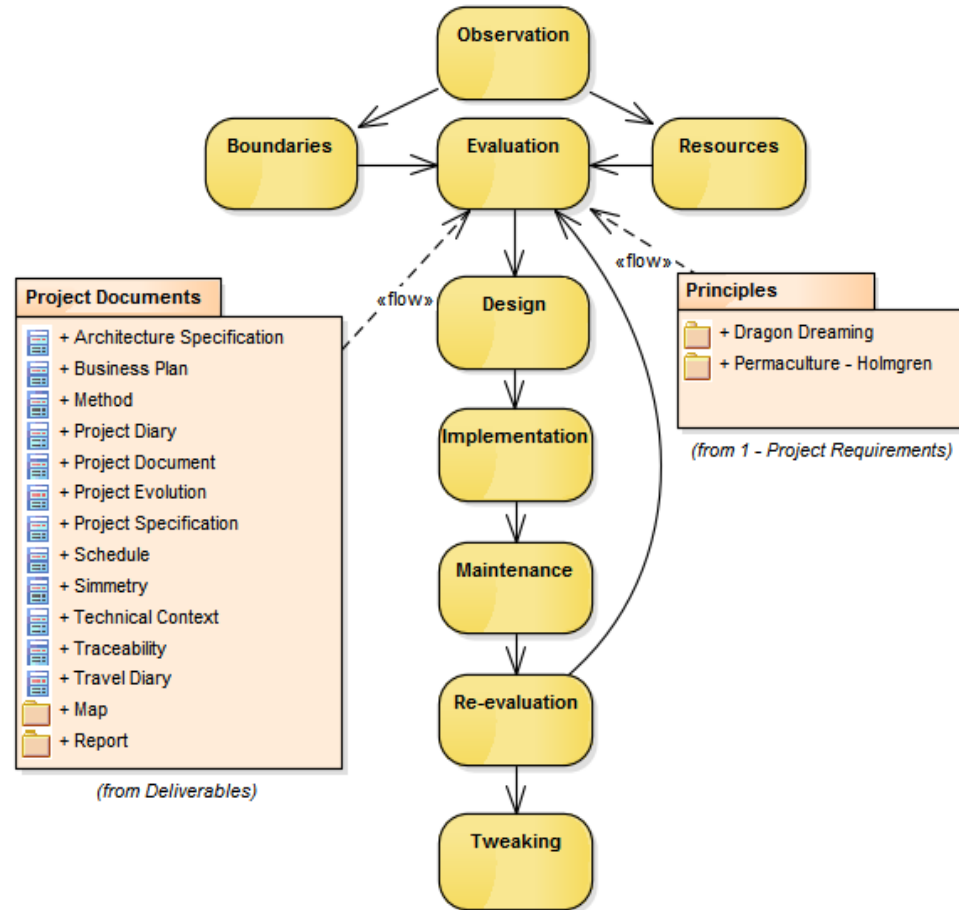 Observation
Boundaries
Evaluation
Resources
«flow»
«flow»
Project Documents
+ Architecture Specification
+ Business Plan
+ Method
+ Project Diary
+ Project Document
+ Project Evolution
+ Project Specification
+ Schedule
+ Simmetry
+ Technical Context
+ Traceability
+ Travel Diary
+ Map
+ Report
(from Deliverables)
Design
Implementation
Maintenance
Re-evaluation
Tweaking
Principles
+ Dragon Dreaming
+ Permaculture - Holmgren
(from 1 - Project Requirements)